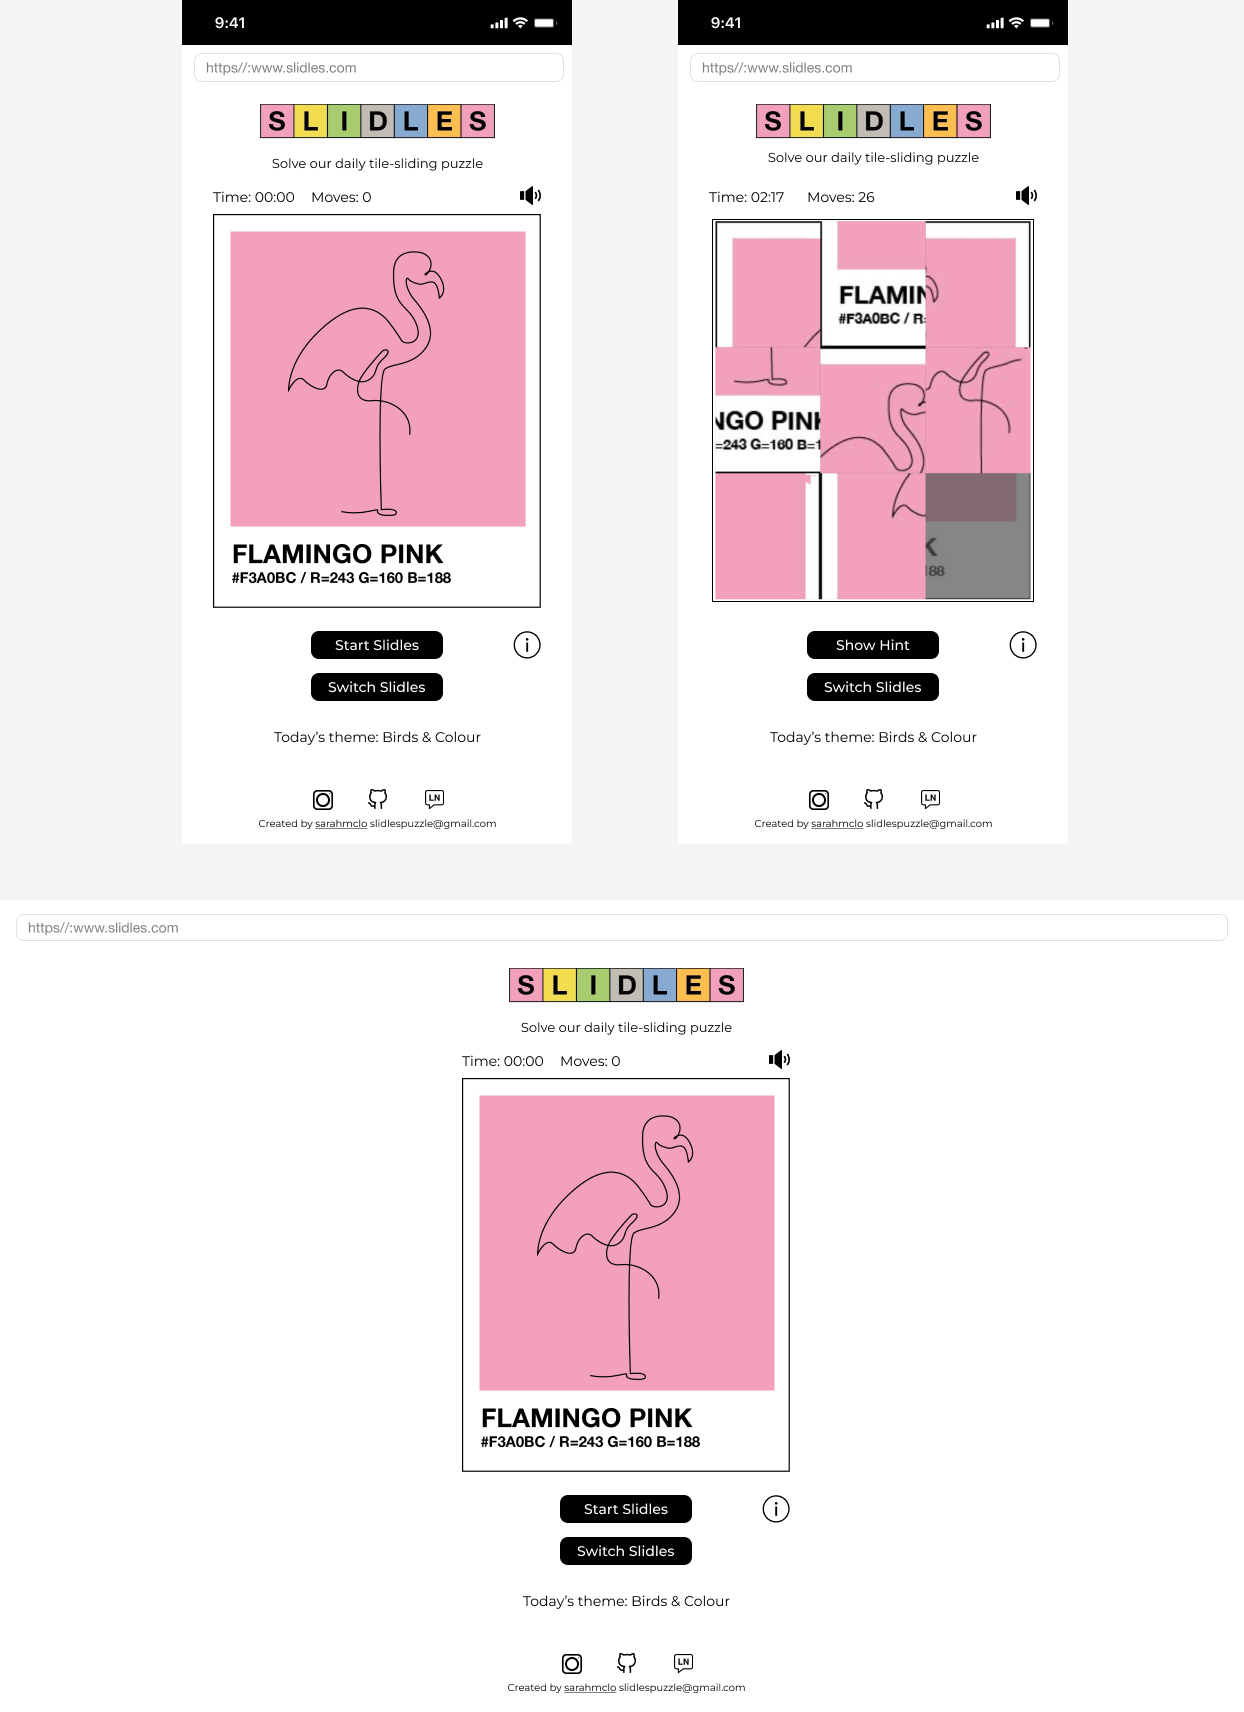 9:41
https//:www.slidles.com
SLIDLES
Solve our daily tile-sliding puzzle
Time: 00:00 Moves: 0
FLAMINGO PINK
#F3A0BC / R=243 G=160 B=188
Start Slidles
Switch Slidles
Today’s theme: Birds & Colour
LN
Created by sarahmclo slidlespuzzle@gmail.com
9:41
https//:www.slidles.com
SLIDLES
Solve our daily tile-sliding puzzle
Time: 02:17 Moves: 26
FLAMIN
#F3A0BC / R=
NGO PINK
=243 G=160 B=1
K
188
Show Hint
Switch Slidles
Today’s theme: Birds & Colour
LN
Created by sarahmclo slidlespuzzle@gmail.com
https//:www.slidles.com
SLIDLES
Solve our daily tile-sliding puzzle
Time: 00:00 Moves: 0
FLAMINGO PINK
#F3A0BC / R=243 G=160 B=188
Start Slidles
Switch Slidles
Today’s theme: Birds & Colour
LN
Created by sarahmclo slidlespuzzle@gmail.com